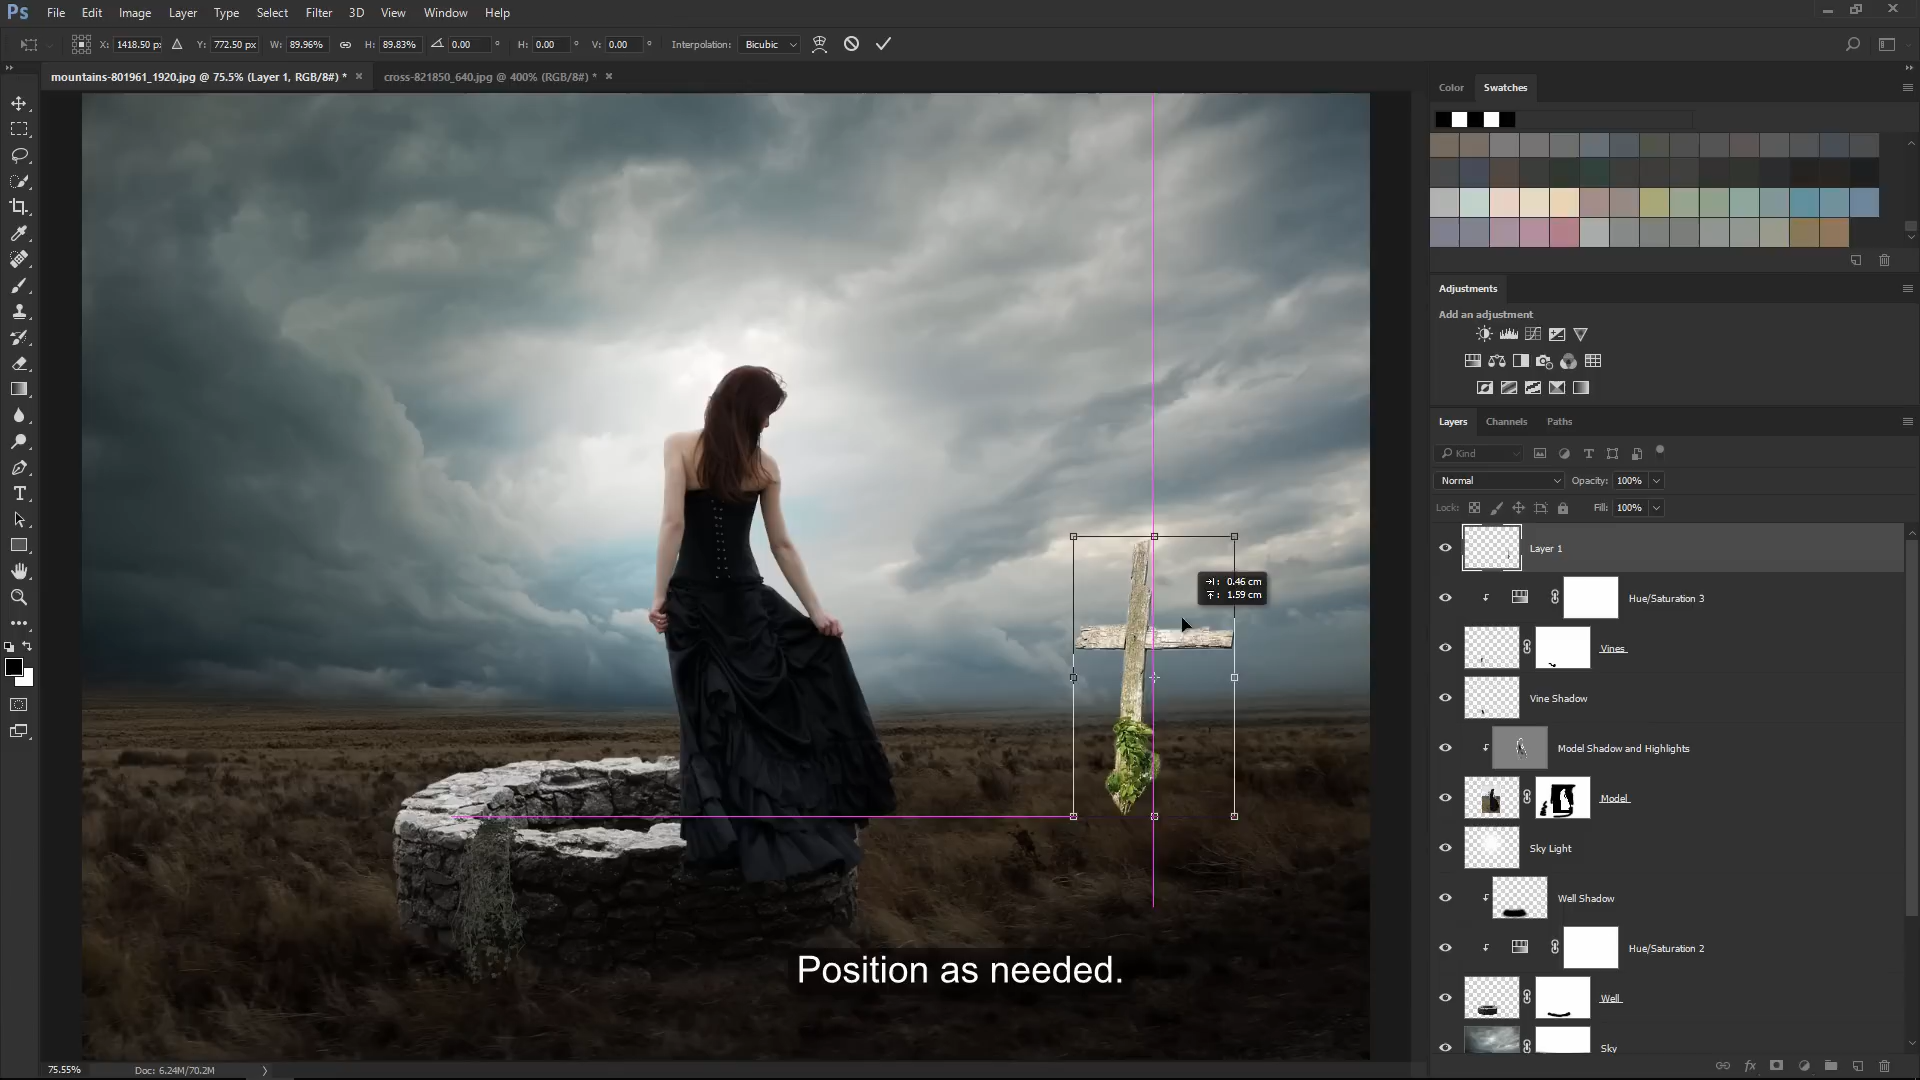 Ps File Edit Image Layer Type Select Filter 3D View Window Help
X: 1418.50 px Y: 772.50 px W: 89.96% H: 89.83% 0.00 ° H: 0.00 ° V: 0.00 ° Interpolation: Bicubic
mountains-801961_1920.jpg @ 75.5% (Layer 1, RGB/8#) * × cross-821850_640.jpg @ 400% (RGB/8#) * ×
Color Swatches
Adjustments
Add an adjustment
Layers Channels Paths
Kind
Normal Opacity: 100%
Lock: Fill: 100%
Layer 1
Hue/Saturation 3
Vines
Vine Shadow
Model Shadow and Highlights
Model
Sky Light
Well Shadow
Hue/Saturation 2
Well
Sky
0.46 cm
1.59 cm
Position as needed.
75.55% Doc: 6.24M/70.2M